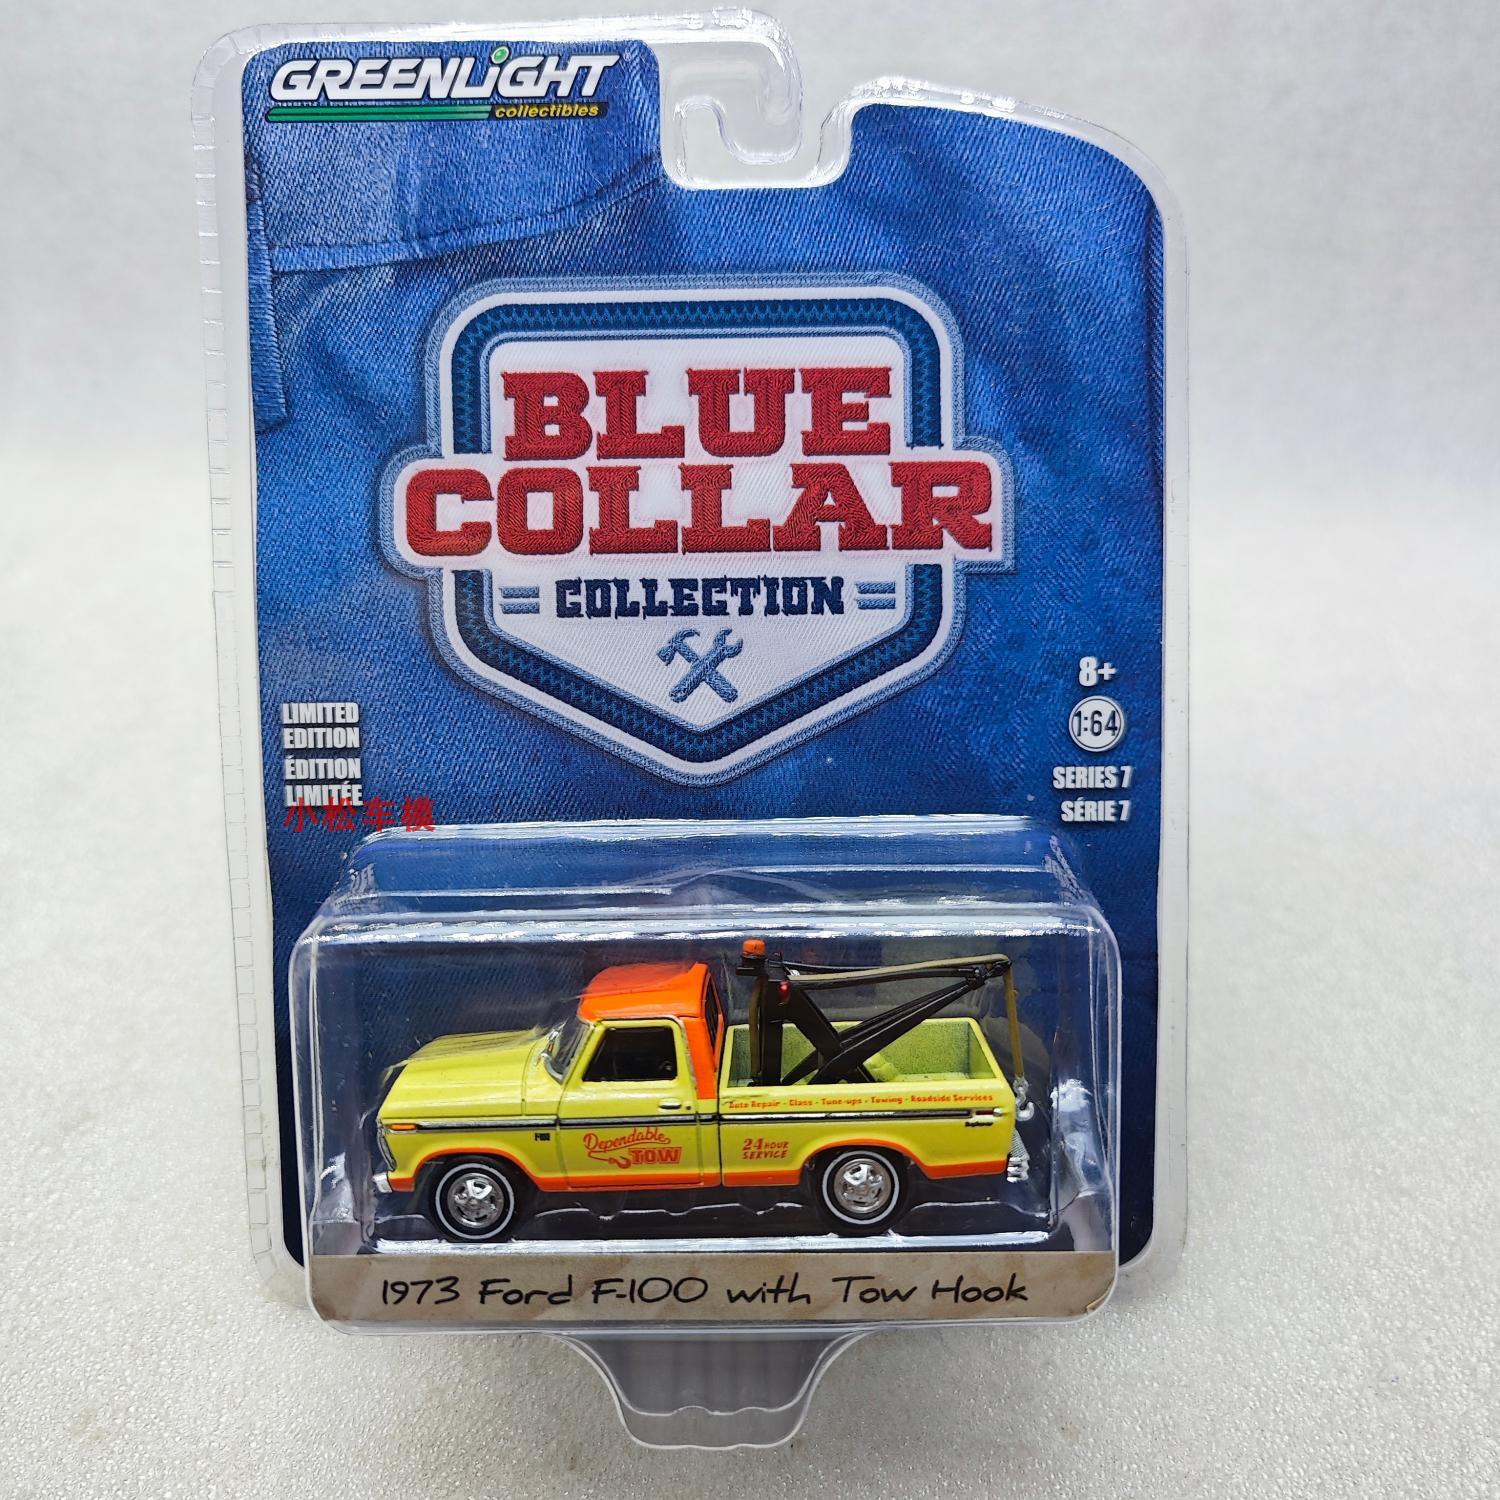 GREENLiGHT
collectibles
BLUE
COLLAR
COLLECTION
8+
1:64
SERIES 7
SÉRIE 7
LIMITED
EDITION
ÉDITION
LIMITÉE
小松车模
Auto Repair - Glass - Tune-ups - Towing - Roadside Services
Dependable
TOW
24 HOUR
SERVICE
1973 Ford F-100 with Tow Hook